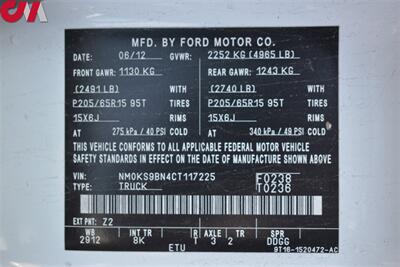 MFD. BY FORD MOTOR CO.
DATE: 06/12 GVWR: 2252 KG (4965 LB)
FRONT GAWR: 1130 KG REAR GAWR: 1243 KG
(2491 LB) WITH (2740 LB) WITH
P205/65R15 95T TIRES P205/65R15 95T TIRES
15X6J RIMS 15X6J RIMS
AT 275 kPa / 40 PSI COLD AT 340 kPa / 49 PSI COLD
THIS VEHICLE CONFORMS TO ALL APPLICABLE FEDERAL MOTOR VEHICLE
SAFETY STANDARDS IN EFFECT ON THE DATE OF MANUFACTURE SHOWN ABOVE.
VIN: NM0KS9BN4CT117225 F0238
TYPE: TRUCK T0236
EXT PNT: Z2
WB INT TR R AXLE TR SPR
2912 8K 3 2 DDGG
ETU 9T16-1520472-AC